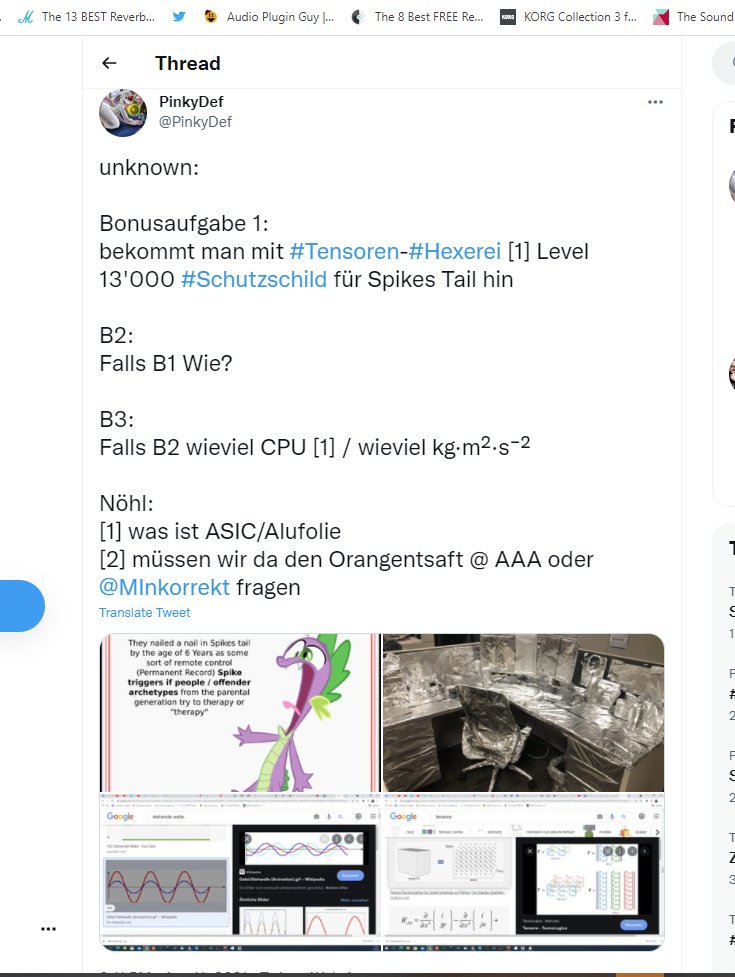 The 13 BEST Reverb...
Audio Plugin Guy |...
The 8 Best FREE Re...
KORG
KORG Collection 3 f...
The Sound
Thread
PinkyDef
@PinkyDef
unknown:
Bonusaufgabe 1:
bekommt man mit #Tensoren-#Hexerei [1] Level
13'000 #Schutzschild für Spikes Tail hin
B2:
Falls B1 Wie?
B3:
Falls B2 wieviel CPU [1] / wieviel kg·m²·s⁻²
Nöhl:
[1] was ist ASIC/Alufolie
[2] müssen wir da den Orangentsaft @ AAA oder
@MInkorrekt fragen
Translate Tweet
They nailed a nail in Spikes tail
by the age of 6 Years as some
sort of remote control
(Permanent Record) Spike
triggers if people / offender
archetypes from the parental
generation try to therapy or
"therapy"
Google
stehende welle
Ähnliche Bilder
Google
tensors